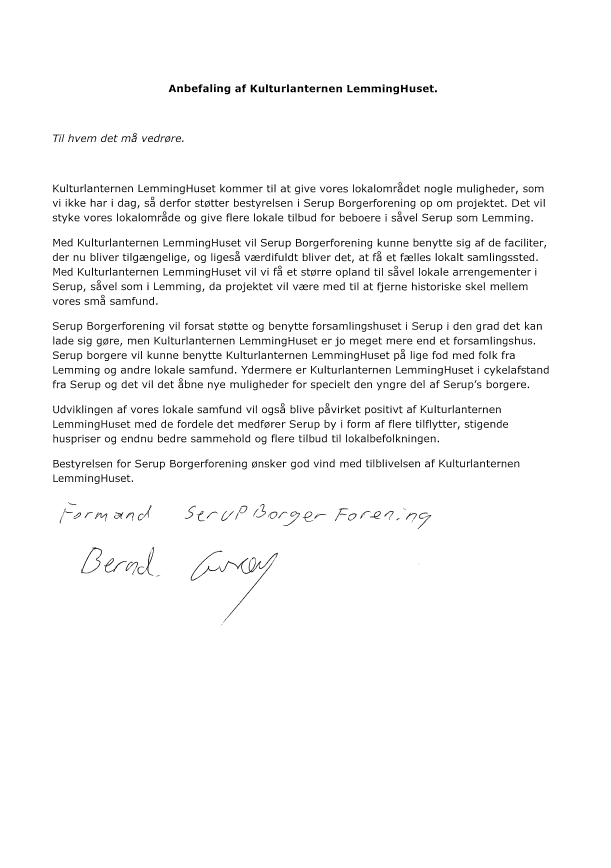 Anbefaling af Kulturlanternen LemmingHuset.
Til hvem det må vedrøre.
Kulturlanternen LemmingHuset kommer til at give vores lokalområdet nogle muligheder, som
vi ikke har i dag, så derfor støtter bestyrelsen i Serup Borgerforening op om projektet. Det vil
styke vores lokalområde og give flere lokale tilbud for beboere i såvel Serup som Lemming.
Med Kulturlanternen LemmingHuset vil Serup Borgerforening kunne benytte sig af de faciliter,
der nu bliver tilgængelige, og ligeså værdifuldt bliver det, at få et fælles lokalt samlingssted.
Med Kulturlanternen LemmingHuset vil vi få et større opland til såvel lokale arrengementer i
Serup, såvel som i Lemming, da projektet vil være med til at fjerne historiske skel mellem
vores små samfund.
Serup Borgerforening vil forsat støtte og benytte forsamlingshuset i Serup i den grad det kan
lade sig gøre, men Kulturlanternen LemmingHuset er jo meget mere end et forsamlingshus.
Serup borgere vil kunne benytte Kulturlanternen LemmingHuset på lige fod med folk fra
Lemming og andre lokale samfund. Ydermere er Kulturlanternen LemmingHuset i cykelafstand
fra Serup og det vil det åbne nye muligheder for specielt den yngre del af Serup's borgere.
Udviklingen af vores lokale samfund vil også blive påvirket positivt af Kulturlanternen
LemmingHuset med de fordele det medfører Serup by i form af flere tilflytter, stigende
huspriser og endnu bedre sammehold og flere tilbud til lokalbefolkningen.
Bestyrelsen for Serup Borgerforening ønsker god vind med tilblivelsen af Kulturlanternen
LemmingHuset.
Formand Serup Borger Forening
Bernd